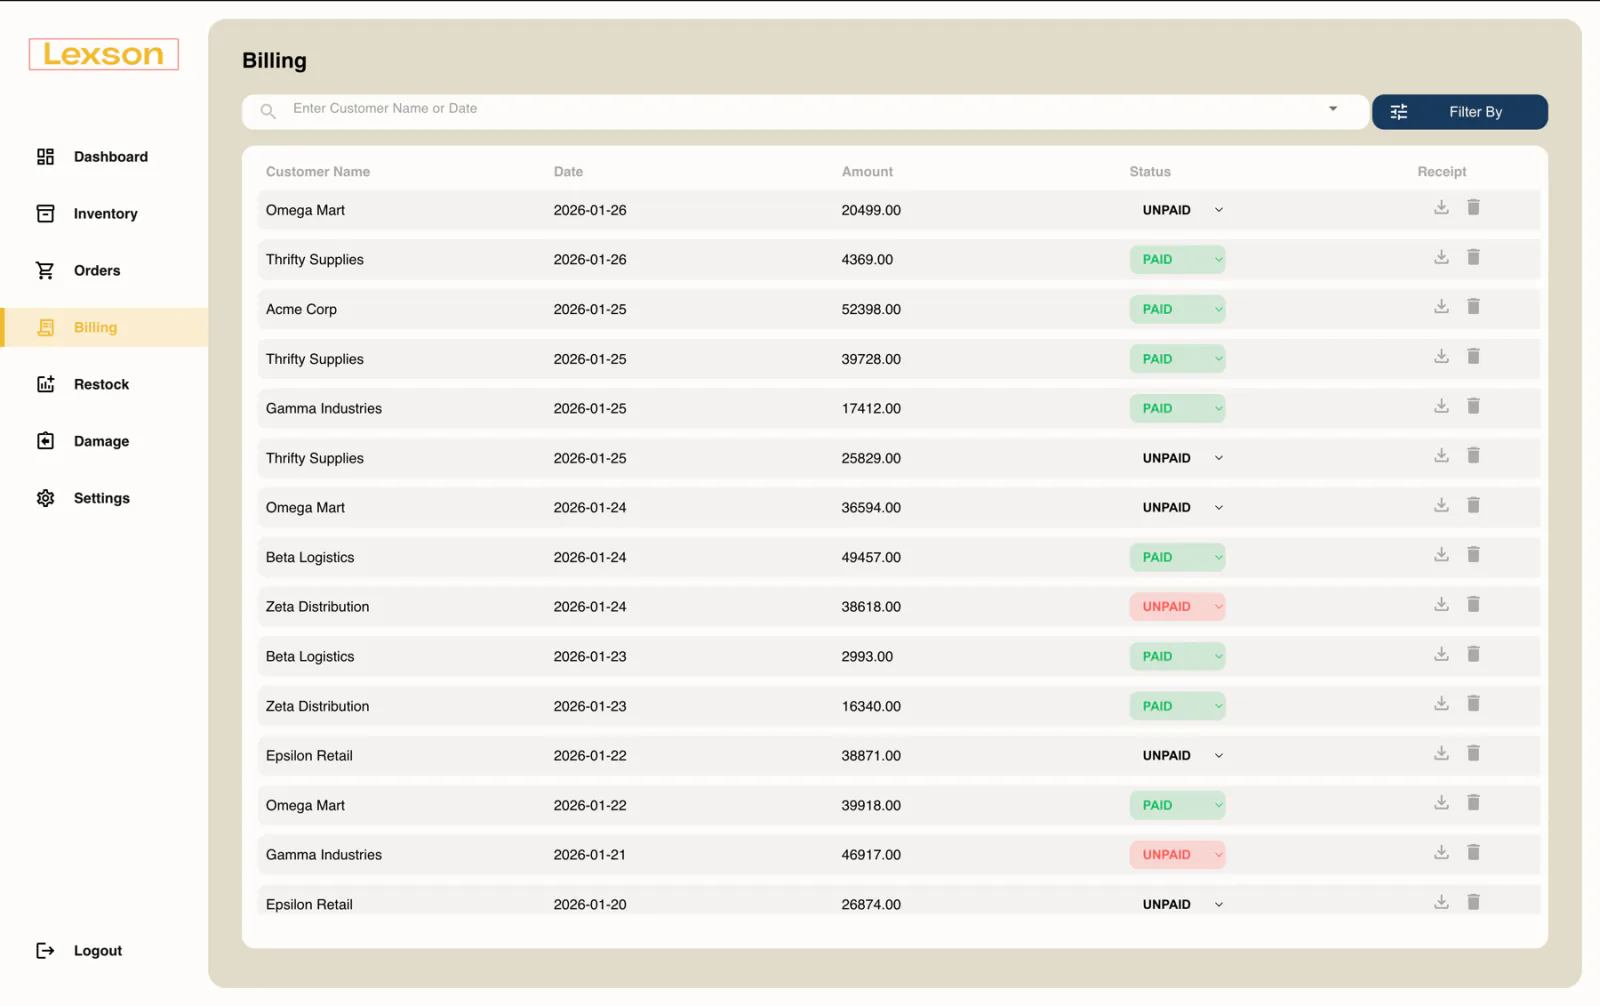 Lexson
Dashboard
Inventory
Orders
Billing
Restock
Damage
Settings
Logout
Billing
Enter Customer Name or Date
Filter By
Customer Name Date Amount Status Receipt
Omega Mart 2026-01-26 20499.00 UNPAID
Thrifty Supplies 2026-01-26 4369.00 PAID
Acme Corp 2026-01-25 52398.00 PAID
Thrifty Supplies 2026-01-25 39728.00 PAID
Gamma Industries 2026-01-25 17412.00 PAID
Thrifty Supplies 2026-01-25 25829.00 UNPAID
Omega Mart 2026-01-24 36594.00 UNPAID
Beta Logistics 2026-01-24 49457.00 PAID
Zeta Distribution 2026-01-24 38618.00 UNPAID
Beta Logistics 2026-01-23 2993.00 PAID
Zeta Distribution 2026-01-23 16340.00 PAID
Epsilon Retail 2026-01-22 38871.00 UNPAID
Omega Mart 2026-01-22 39918.00 PAID
Gamma Industries 2026-01-21 46917.00 UNPAID
Epsilon Retail 2026-01-20 26874.00 UNPAID